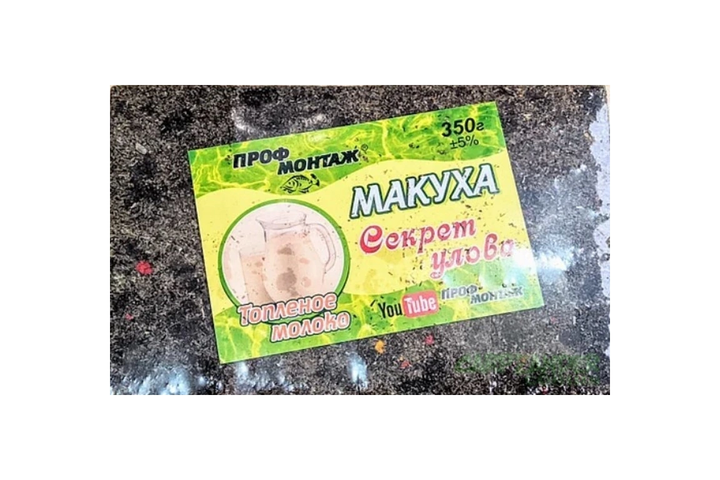 ПРОФ
МОНТАЖ®
350г
±5%
МАКУХА
Секрет
улова
Топленое
молоко
YouTube
ПРОФ
МОНТАЖ